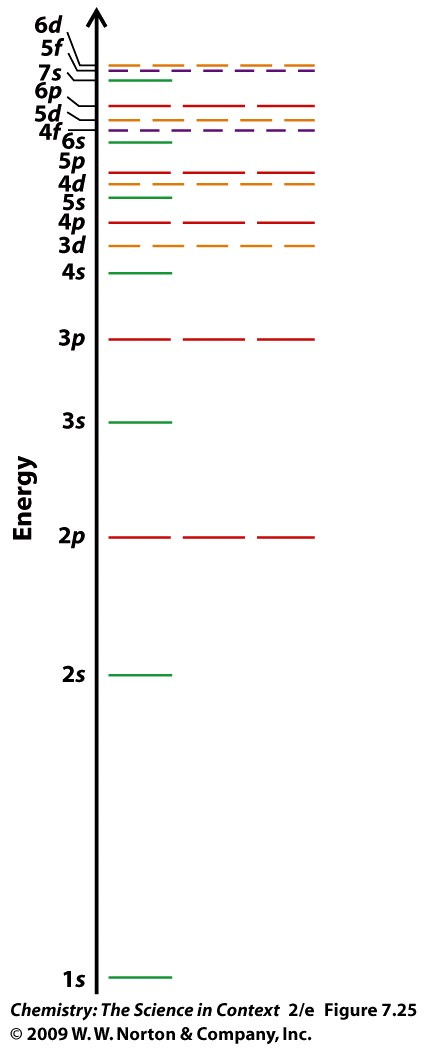 6d
5f
7s
6p
5d
4f
6s
5p
4d
5s
4p
3d
4s
3p
3s
Energy
2p
2s
1s
Chemistry: The Science in Context 2/e Figure 7.25
© 2009 W. W. Norton & Company, Inc.